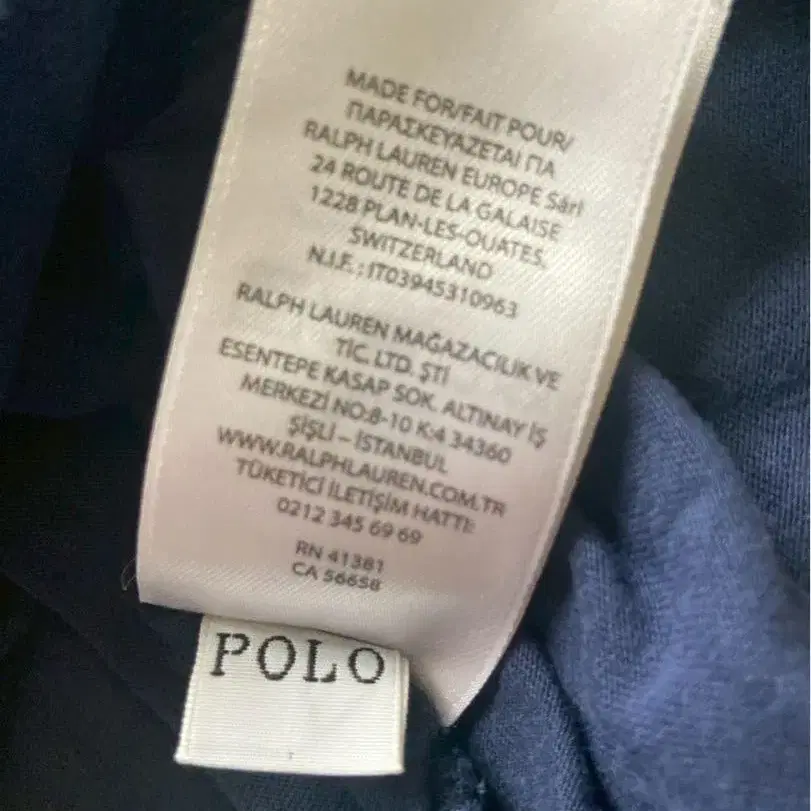 MADE FOR/FAIT POUR/
ΠΑΡΑΣΚΕΥΑΖΕΤΑΙ ΓΙΑ
RALPH LAUREN EUROPE Sàrl
24 ROUTE DE LA GALAISE
1228 PLAN-LES-OUATES,
SWITZERLAND
N.I.F.: IT03945310963
RALPH LAUREN MAĞAZACILIK VE
TİC. LTD. ŞTİ
ESENTEPE KASAP SOK. ALTINAY İŞ
MERKEZİ NO:8-10 K:4 34360
ŞİŞLİ – İSTANBUL
WWW.RALPHLAUREN.COM.TR
TÜKETİCİ İLETİŞİM HATTI:
0212 345 69 69
RN 41381
CA 56658
POLO